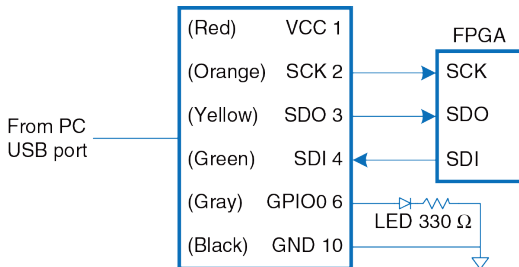 (Red) VCC 1
FPGA
(Orange) SCK 2
SCK
(Yellow) SDO 3
SDO
From PC
USB port
(Green) SDI 4
SDI
(Gray) GPIO0 6
LED 330 Ω
(Black) GND 10